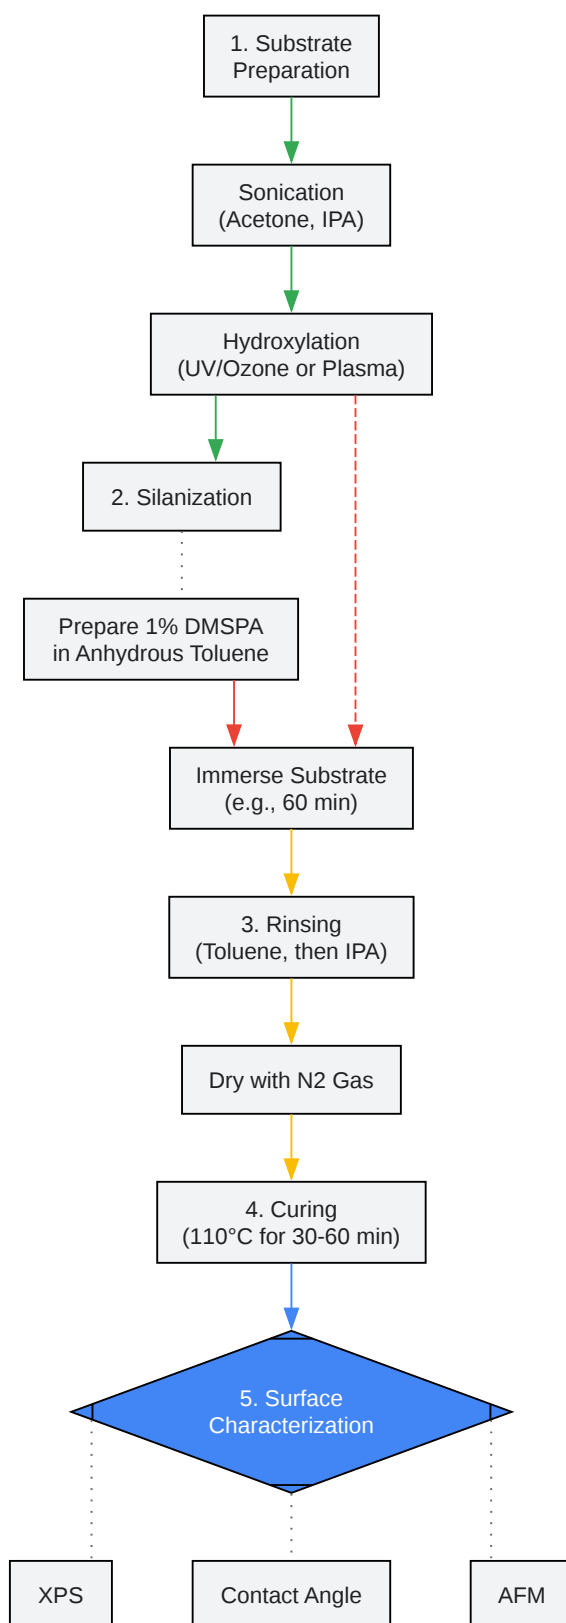 1. Substrate
Preparation
Sonication
(Acetone, IPA)
Hydroxylation
(UV/Ozone or Plasma)
2. Silanization
Prepare 1% DMSPA
in Anhydrous Toluene
Immerse Substrate
(e.g., 60 min)
3. Rinsing
(Toluene, then IPA)
Dry with N2 Gas
4. Curing
(110°C for 30-60 min)
5. Surface
Characterization
XPS
Contact Angle
AFM